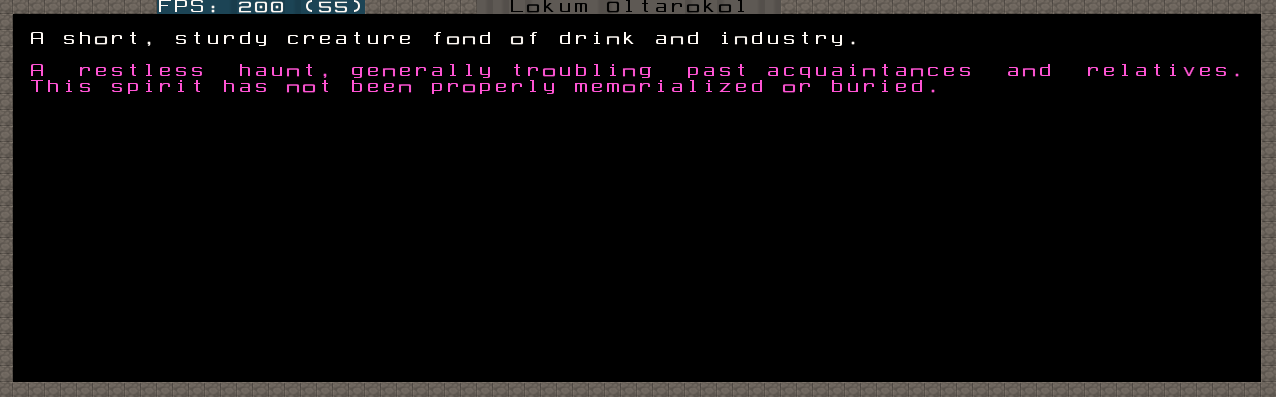 FPS: 200 (55)
Lokum Oltarokol
A short, sturdy creature fond of drink and industry.
A restless haunt, generally troubling past acquaintances and relatives.
This spirit has not been properly memorialized or buried.